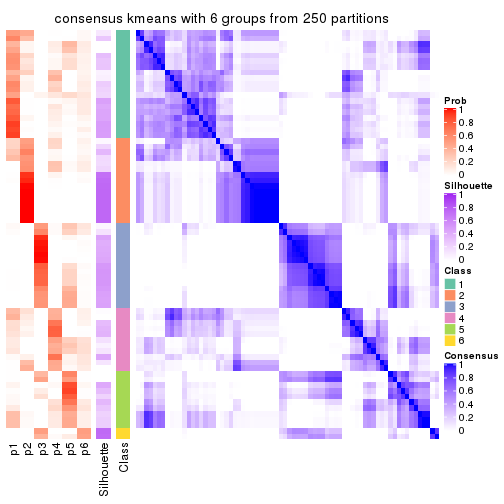 consensus kmeans with 6 groups from 250 partitions
Prob
1
0.8
0.6
0.4
0.2
0
Silhouette
1
0.8
0.6
0.4
0.2
0
Class
1
2
3
4
5
6
Consensus
1
0.8
0.6
0.4
0.2
0
p1
p2
p3
p4
p5
p6
Silhouette
Class